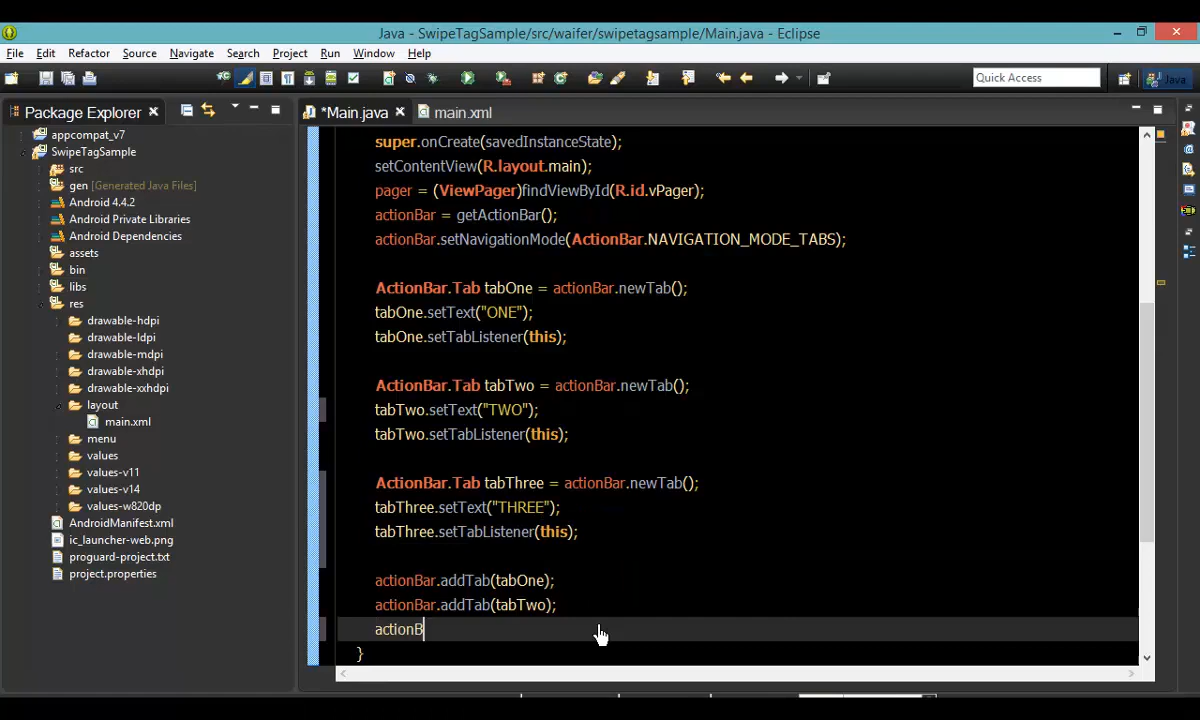 Java - SwipeTagSample/src/waifer/swipetagsample/Main.java - Eclipse
File Edit Refactor Source Navigate Search Project Run Window Help
Quick Access
Java
Package Explorer
*Main.java
main.xml
appcompat_v7
SwipeTagSample
src
gen [Generated Java Files]
Android 4.4.2
Android Private Libraries
Android Dependencies
assets
bin
libs
res
drawable-hdpi
drawable-ldpi
drawable-mdpi
drawable-xhdpi
drawable-xxhdpi
layout
main.xml
menu
values
values-v11
values-v14
values-w820dp
AndroidManifest.xml
ic_launcher-web.png
proguard-project.txt
project.properties
super.onCreate(savedInstanceState);
setContentView(R.layout.main);
pager = (ViewPager)findViewById(R.id.vPager);
actionBar = getActionBar();
actionBar.setNavigationMode(ActionBar.NAVIGATION_MODE_TABS);
ActionBar.Tab tabOne = actionBar.newTab();
tabOne.setText("ONE");
tabOne.setTabListener(this);
ActionBar.Tab tabTwo = actionBar.newTab();
tabTwo.setText("TWO");
tabTwo.setTabListener(this);
ActionBar.Tab tabThree = actionBar.newTab();
tabThree.setText("THREE");
tabThree.setTabListener(this);
actionBar.addTab(tabOne);
actionBar.addTab(tabTwo);
actionB
}